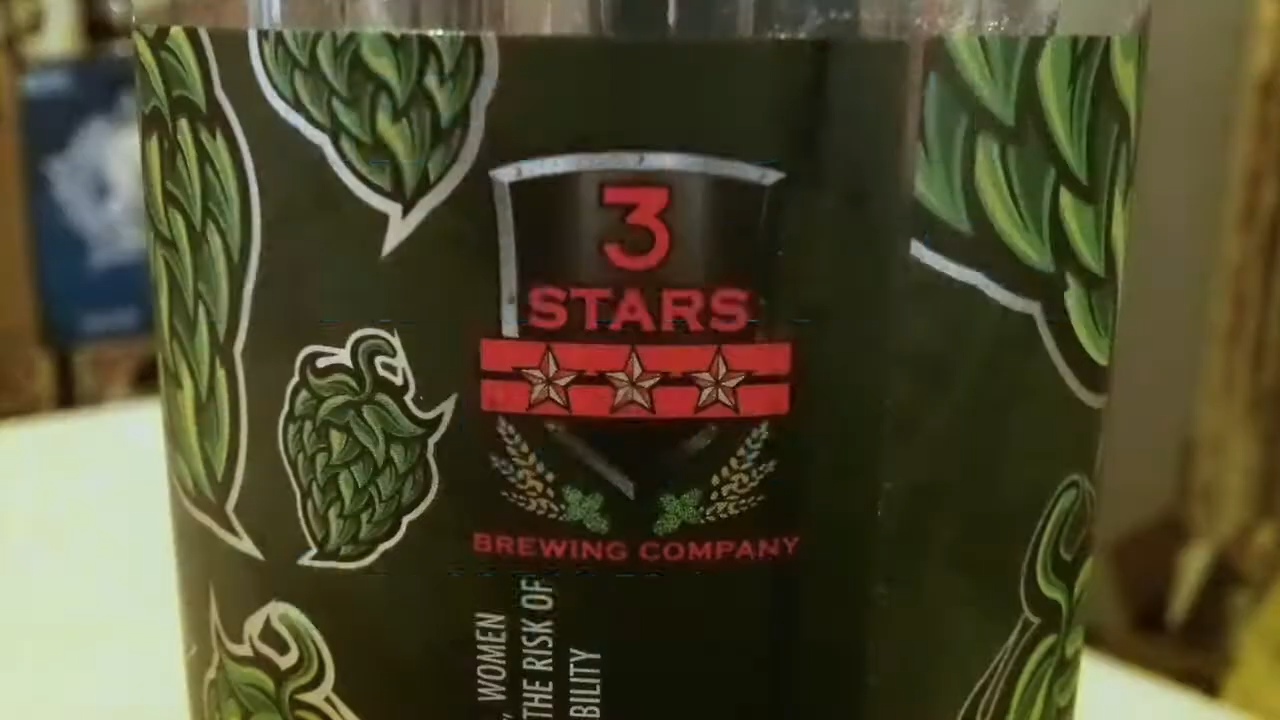 3
STARS
BREWING COMPANY
WOMEN
THE RISK OF
BILITY